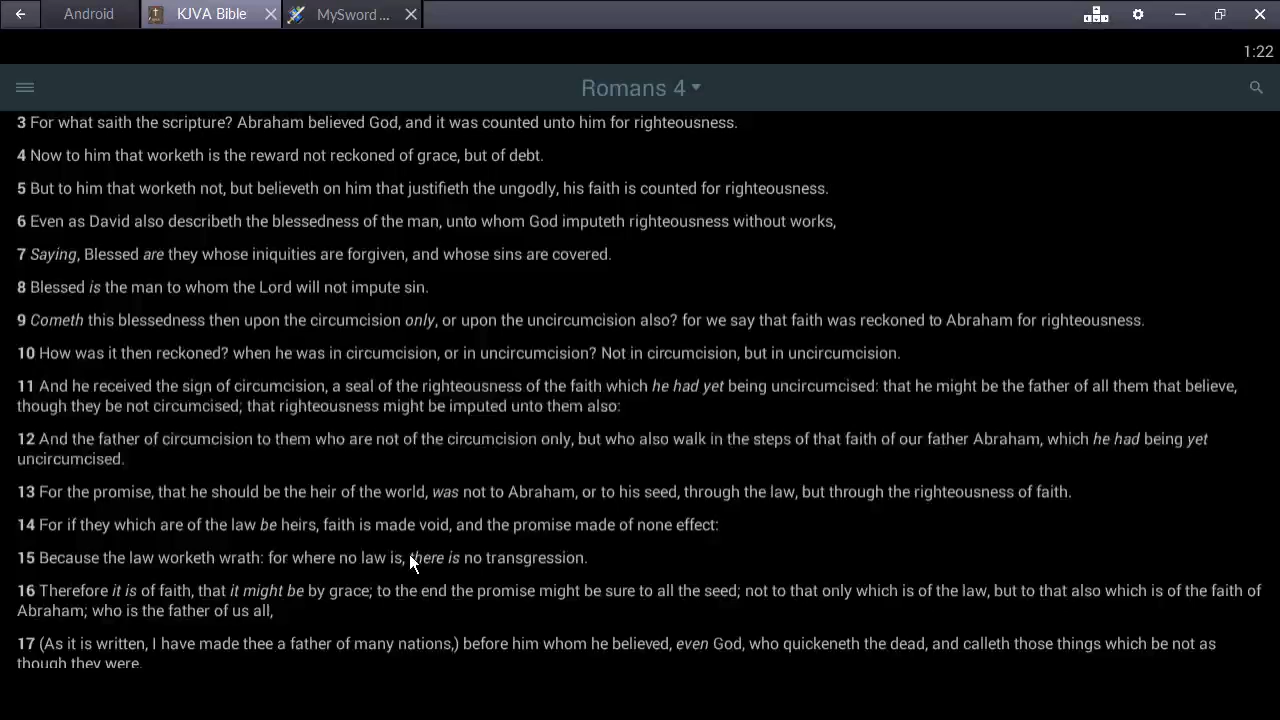 Android
KJVA Bible
MySword ...
1:22
Romans 4
3 For what saith the scripture? Abraham believed God, and it was counted unto him for righteousness.
4 Now to him that worketh is the reward not reckoned of grace, but of debt.
5 But to him that worketh not, but believeth on him that justifieth the ungodly, his faith is counted for righteousness.
6 Even as David also describeth the blessedness of the man, unto whom God imputeth righteousness without works,
7 Saying, Blessed are they whose iniquities are forgiven, and whose sins are covered.
8 Blessed is the man to whom the Lord will not impute sin.
9 Cometh this blessedness then upon the circumcision only, or upon the uncircumcision also? for we say that faith was reckoned to Abraham for righteousness.
10 How was it then reckoned? when he was in circumcision, or in uncircumcision? Not in circumcision, but in uncircumcision.
11 And he received the sign of circumcision, a seal of the righteousness of the faith which he had yet being uncircumcised: that he might be the father of all them that believe,
though they be not circumcised; that righteousness might be imputed unto them also:
12 And the father of circumcision to them who are not of the circumcision only, but who also walk in the steps of that faith of our father Abraham, which he had being yet
uncircumcised.
13 For the promise, that he should be the heir of the world, was not to Abraham, or to his seed, through the law, but through the righteousness of faith.
14 For if they which are of the law be heirs, faith is made void, and the promise made of none effect:
15 Because the law worketh wrath: for where no law is, there is no transgression.
16 Therefore it is of faith, that it might be by grace; to the end the promise might be sure to all the seed; not to that only which is of the law, but to that also which is of the faith of
Abraham; who is the father of us all,
17 (As it is written, I have made thee a father of many nations,) before him whom he believed, even God, who quickeneth the dead, and calleth those things which be not as
though they were.